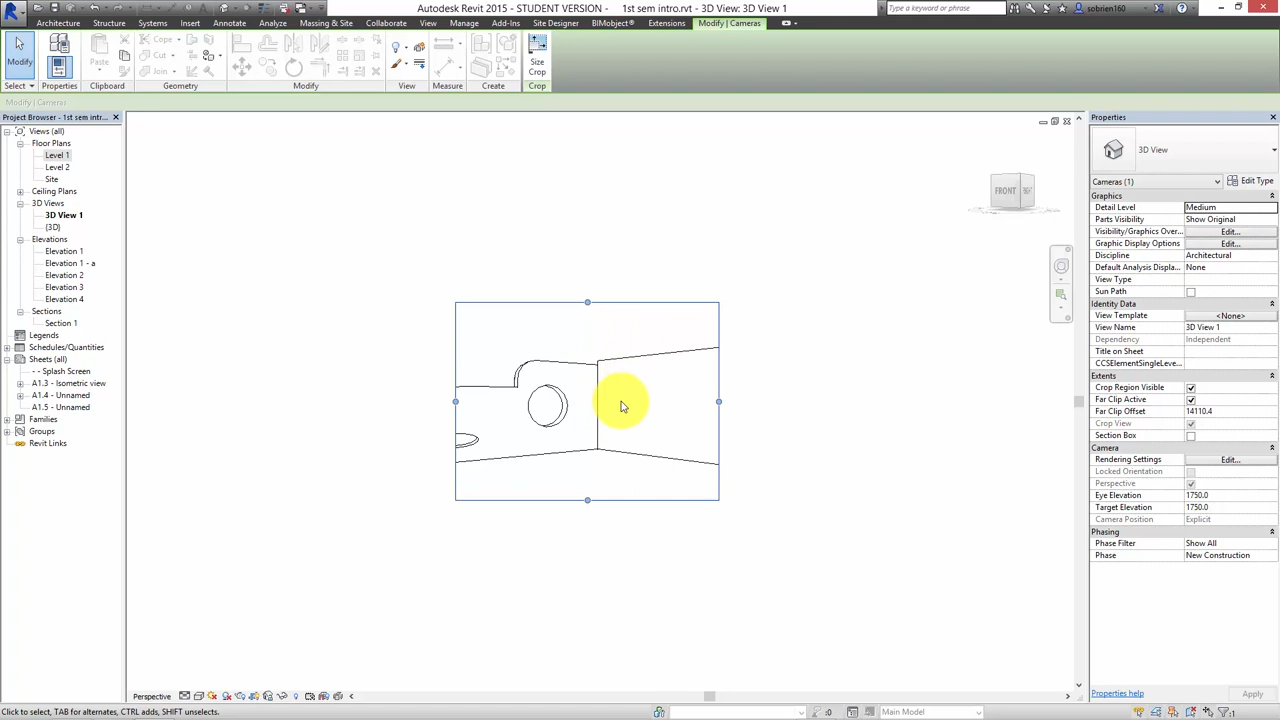 Autodesk Revit 2015 - STUDENT VERSION - 1st sem intro.rvt - 3D View: 3D View 1
Type a keyword or phrase
sobrien160
Architecture Structure Systems Insert Annotate Analyze Massing & Site Collaborate View Manage Add-Ins Site Designer BIMobject® Extensions Modify | Cameras
Modify
Paste
Cope
Cut
Join
Size
Crop
Select Properties Clipboard Geometry Modify View Measure Create Crop
Modify | Cameras
Project Browser - 1st sem intr...
Views (all)
Floor Plans
Level 1
Level 2
Site
Ceiling Plans
3D Views
3D View 1
{3D}
Elevations
Elevation 1
Elevation 1 - a
Elevation 2
Elevation 3
Elevation 4
Sections
Section 1
Legends
Schedules/Quantities
Sheets (all)
- - Splash Screen
A1.3 - Isometric view
A1.4 - Unnamed
A1.5 - Unnamed
Families
Groups
Revit Links
FRONT
Properties
3D View
Cameras (1) Edit Type
Graphics
Detail Level Medium
Parts Visibility Show Original
Visibility/Graphics Over... Edit...
Graphic Display Options Edit...
Discipline Architectural
Default Analysis Displa... None
View Type
Sun Path
Identity Data
View Template <None>
View Name 3D View 1
Dependency Independent
Title on Sheet
CCESElementSingleLevel...
Extents
Crop Region Visible
Far Clip Active
Far Clip Offset 14110.4
Crop View
Section Box
Camera
Rendering Settings Edit...
Locked Orientation
Perspective
Eye Elevation 1750.0
Target Elevation 1750.0
Camera Position Explicit
Phasing
Phase Filter Show All
Phase New Construction
Properties help Apply
Perspective
Click to select, TAB for alternates, CTRL adds, SHIFT unselects.
:0
Main Model
:1